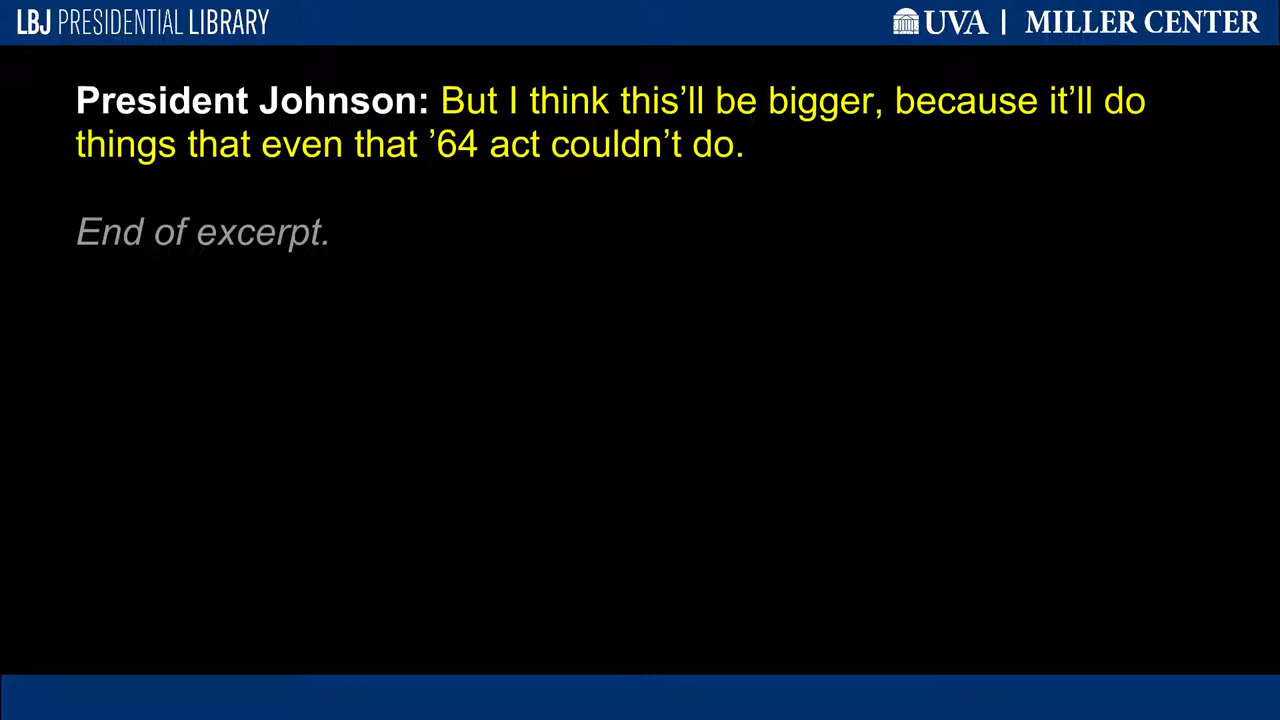 LBJ PRESIDENTIAL LIBRARY
UVA | MILLER CENTER
President Johnson: But I think this’ll be bigger, because it’ll do
things that even that ’64 act couldn’t do.
End of excerpt.